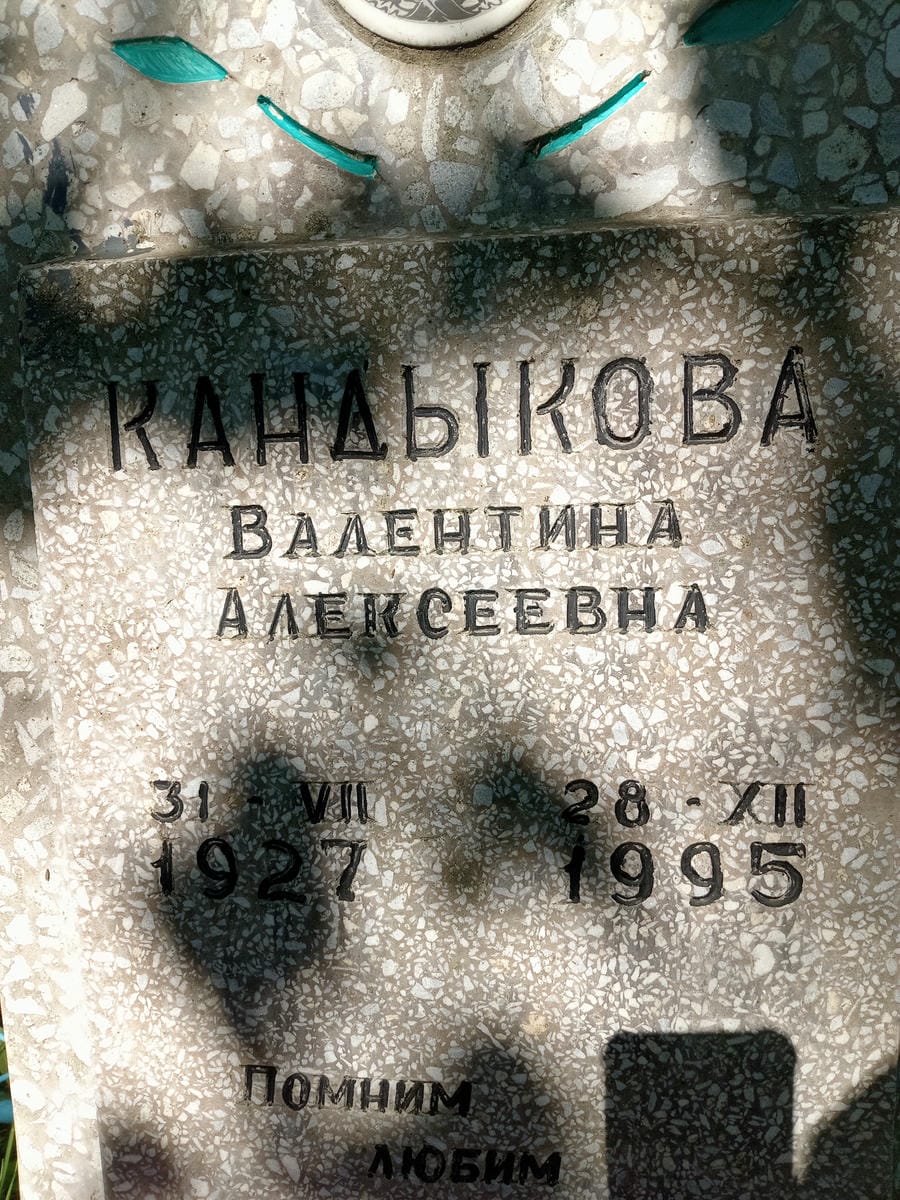 КАНДЫКОВА
ВАЛЕНТИНА
АЛЕКСЕЕВНА
31 - VII 28 - XII
1927 1995
ПОМНИМ
ЛЮБИМ